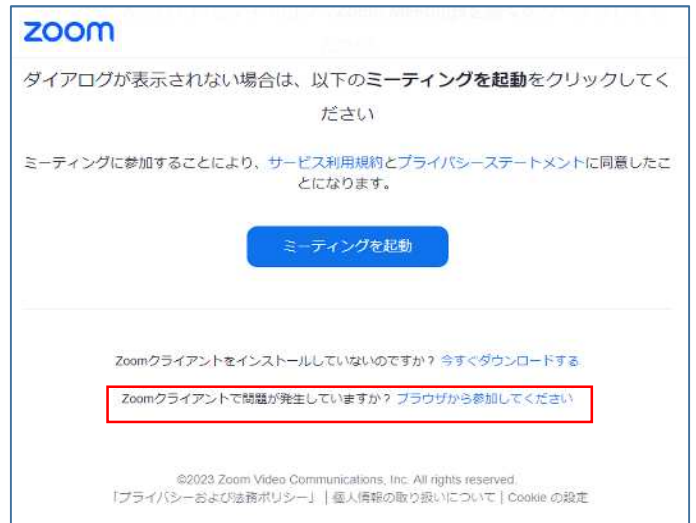 zoom
ダイアログが表示されない場合は、以下のミーティングを起動をクリックしてく
ださい
ミーティングに参加することにより、サービス利用規約とプライバシーステートメントに同意したこ
とになります。
ミーティングを起動
Zoomクライアントをインストールしていないのですか？今すぐダウンロードする
Zoomクライアントで問題が発生していますか？ブラウザから参加してください
©2023 Zoom Video Communications, Inc. All rights reserved.
「プライバシーおよび法務ポリシー」 | 個人情報の取り扱いについて | Cookie の設定